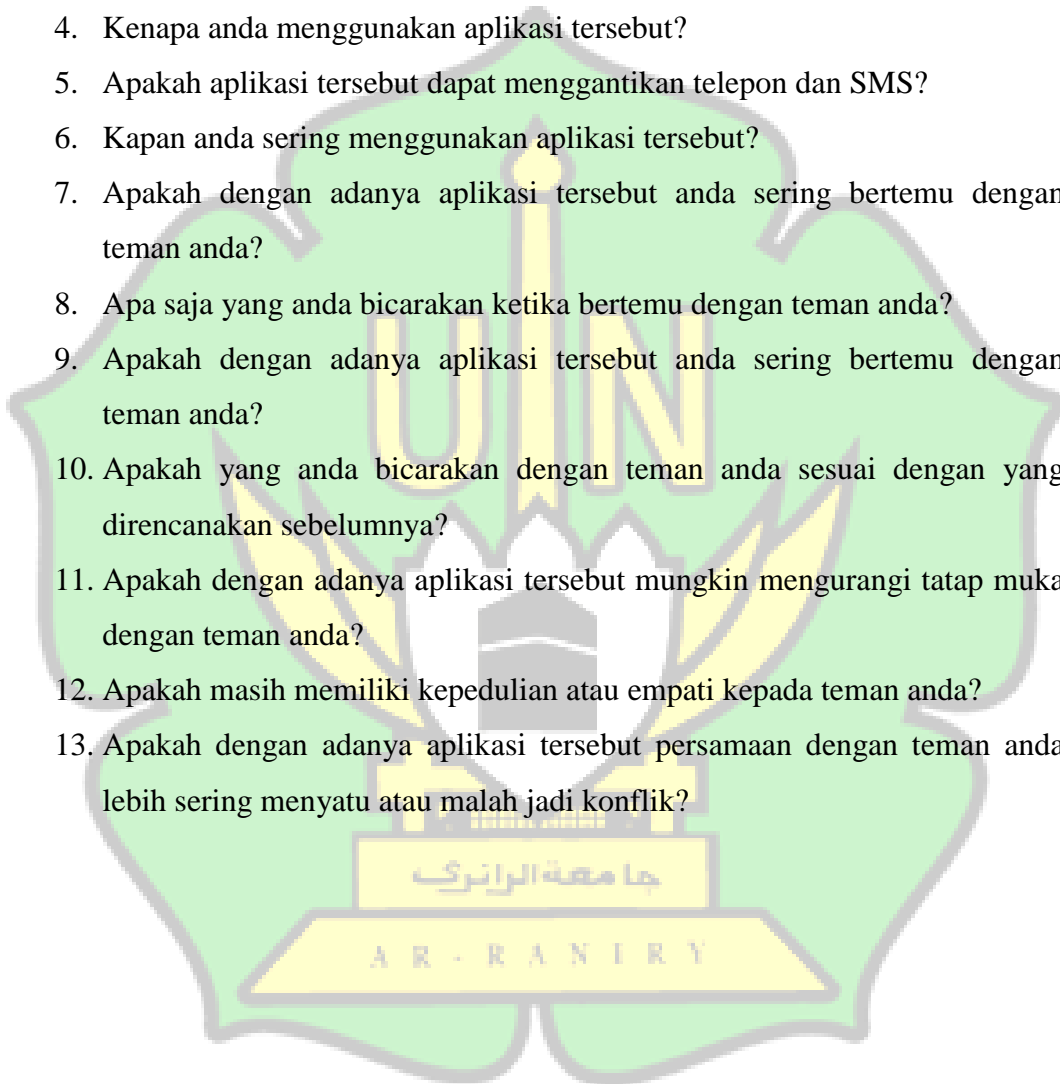 4. Kenapa anda menggunakan aplikasi tersebut?
5. Apakah aplikasi tersebut dapat menggantikan telepon dan SMS?
6. Kapan anda sering menggunakan aplikasi tersebut?
7. Apakah dengan adanya aplikasi tersebut anda sering bertemu dengan
teman anda?
8. Apa saja yang anda bicarakan ketika bertemu dengan teman anda?
9. Apakah dengan adanya aplikasi tersebut anda sering bertemu dengan
teman anda?
10. Apakah yang anda bicarakan dengan teman anda sesuai dengan yang
direncanakan sebelumnya?
11. Apakah dengan adanya aplikasi tersebut mungkin mengurangi tatap muka
dengan teman anda?
12. Apakah masih memiliki kepedulian atau empati kepada teman anda?
13. Apakah dengan adanya aplikasi tersebut persamaan dengan teman anda
lebih sering menyatu atau malah jadi konflik?
UIN
جامعة الرانري
AR-RANIRY